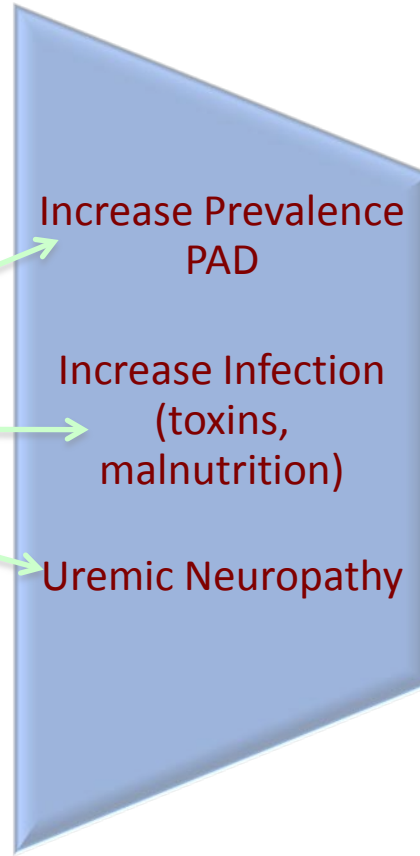 Increase Prevalence
PAD
Increase Infection
(toxins,
malnutrition)
Uremic Neuropathy